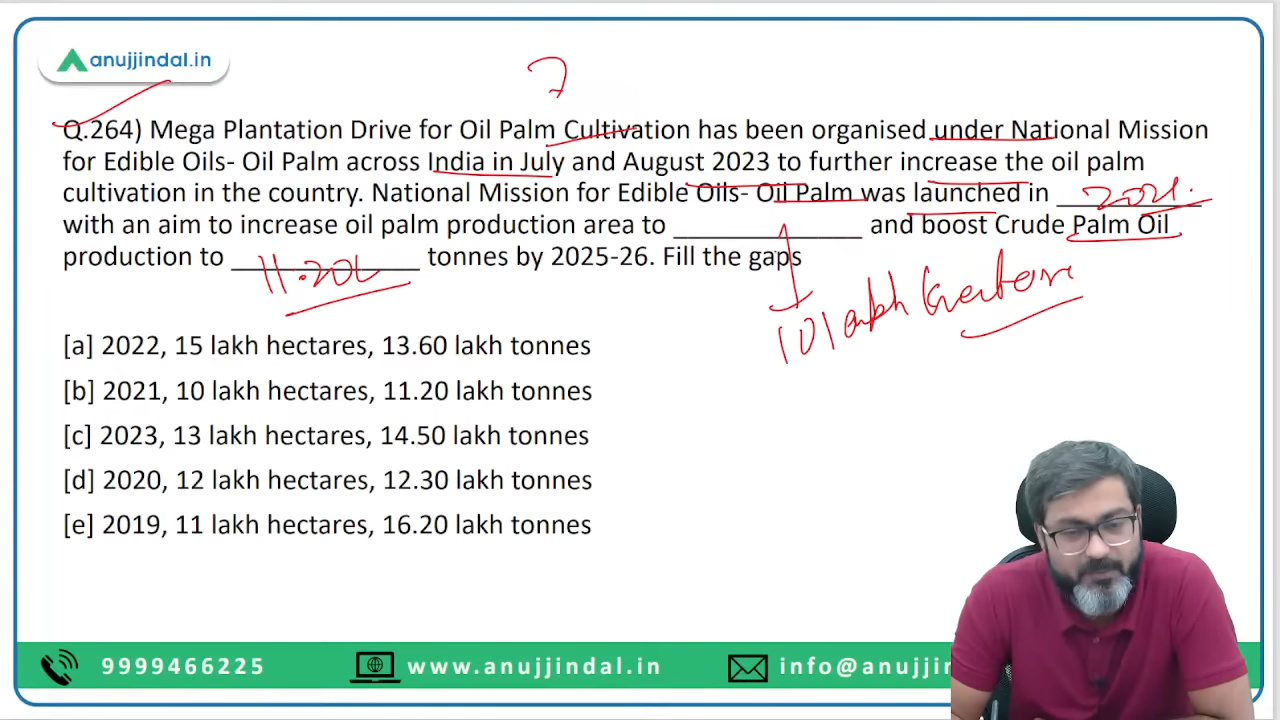 anujjindal.in
7
Q.264) Mega Plantation Drive for Oil Palm Cultivation has been organised under National Mission
for Edible Oils- Oil Palm across India in July and August 2023 to further increase the oil palm
cultivation in the country. National Mission for Edible Oils- Oil Palm was launched in 2021.
with an aim to increase oil palm production area to ______________ and boost Crude Palm Oil
production to 11.20L tonnes by 2025-26. Fill the gaps
10 lakh hectare
[a] 2022, 15 lakh hectares, 13.60 lakh tonnes
[b] 2021, 10 lakh hectares, 11.20 lakh tonnes
[c] 2023, 13 lakh hectares, 14.50 lakh tonnes
[d] 2020, 12 lakh hectares, 12.30 lakh tonnes
[e] 2019, 11 lakh hectares, 16.20 lakh tonnes
9999466225 www.anujjindal.in info@anujji